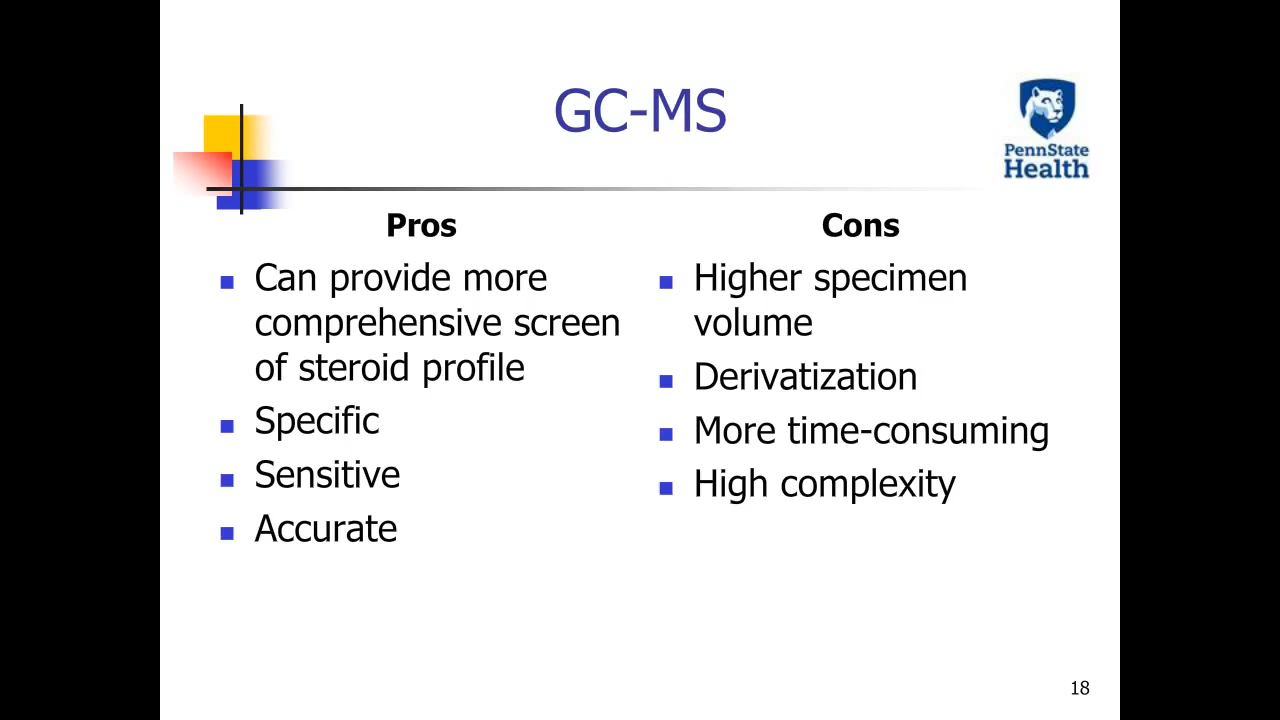 GC-MS
PennState
Health
Pros
Can provide more
comprehensive screen
of steroid profile
Specific
Sensitive
Accurate
Cons
Higher specimen
volume
Derivatization
More time-consuming
High complexity
18